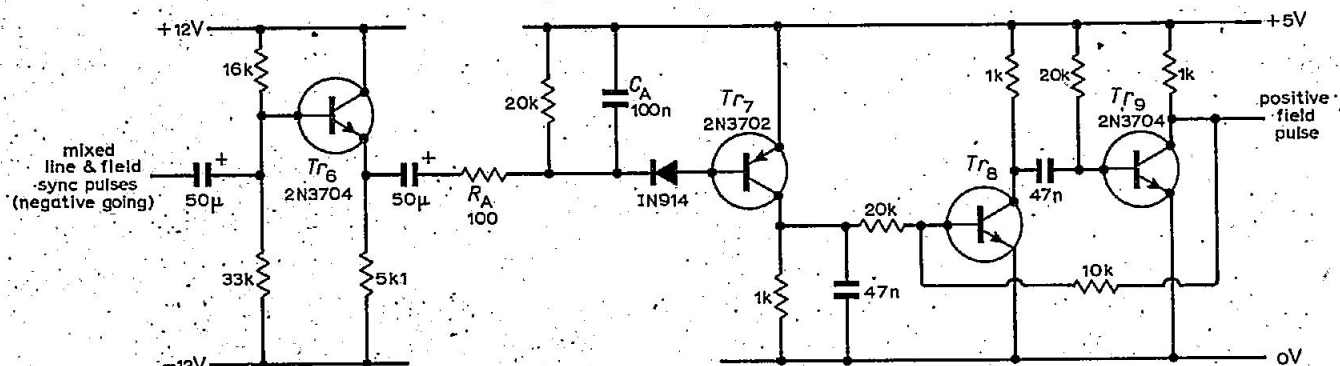 +12V
16k
Tr6
2N3704
mixed
line & field
sync pulses
(negative going)
+
50μ
33k
5k1
-12V
+
50μ
RA
100
20k
CA
100n
IN914
Tr7
2N3702
1k
47n
20k
Tr8
1k
47n
20k
Tr9
2N3704
1k
10k
+5V
positive
field
pulse
0V